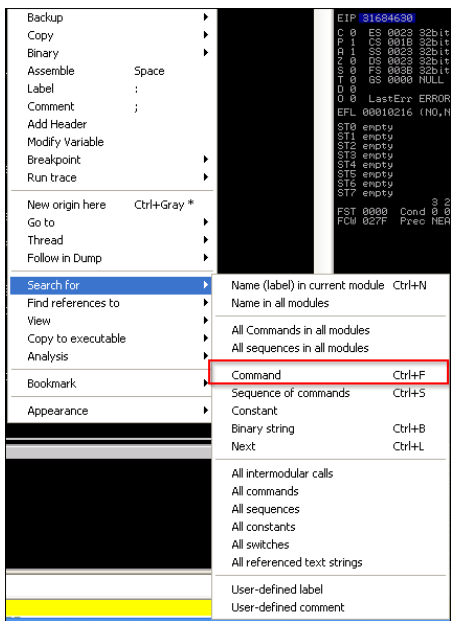 Backup
Copy
Binary
Assemble Space
Label :
Comment ;
Add Header
Modify Variable
Breakpoint
Run trace
New origin here Ctrl+Gray *
Go to
Thread
Follow in Dump
Search for
Find references to
View
Copy to executable
Analysis
Bookmark
Appearance
Name (label) in current module Ctrl+N
Name in all modules
All Commands in all modules
All sequences in all modules
Command Ctrl+F
Sequence of commands Ctrl+S
Constant
Binary string Ctrl+B
Next Ctrl+L
All intermodular calls
All commands
All sequences
All constants
All switches
All referenced text strings
User-defined label
User-defined comment
EIP 31684630
C 0 ES 0023 32bit
P 1 CS 001B 32bit
A 1 SS 0023 32bit
Z 0 DS 0023 32bit
S 0 FS 003B 32bit
T 0 GS 0000 NULL
D 0
O 0 LastErr ERROR
EFL 00010216 (NO,N
ST0 empty
ST1 empty
ST2 empty
ST3 empty
ST4 empty
ST5 empty
ST6 empty
ST7 empty
3 2
FST 0000 Cond 0 0
FCW 027F Prec NEA